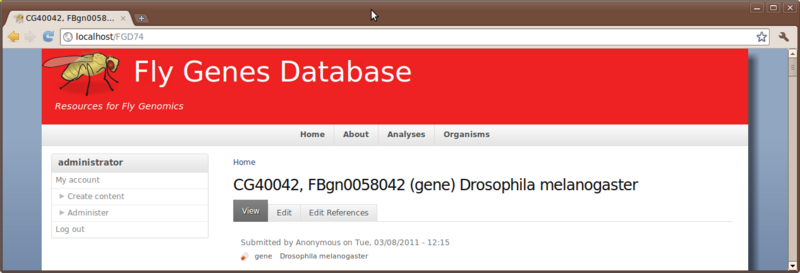 CG40042, FBgn0058...
localhost/FGD74
Fly Genes Database
Resources for Fly Genomics
Home About Analyses Organisms
administrator
My account
Create content
Administer
Log out
Home
CG40042, FBgn0058042 (gene) Drosophila melanogaster
View Edit Edit References
Submitted by Anonymous on Tue, 03/08/2011 - 12:15
gene Drosophila melanogaster